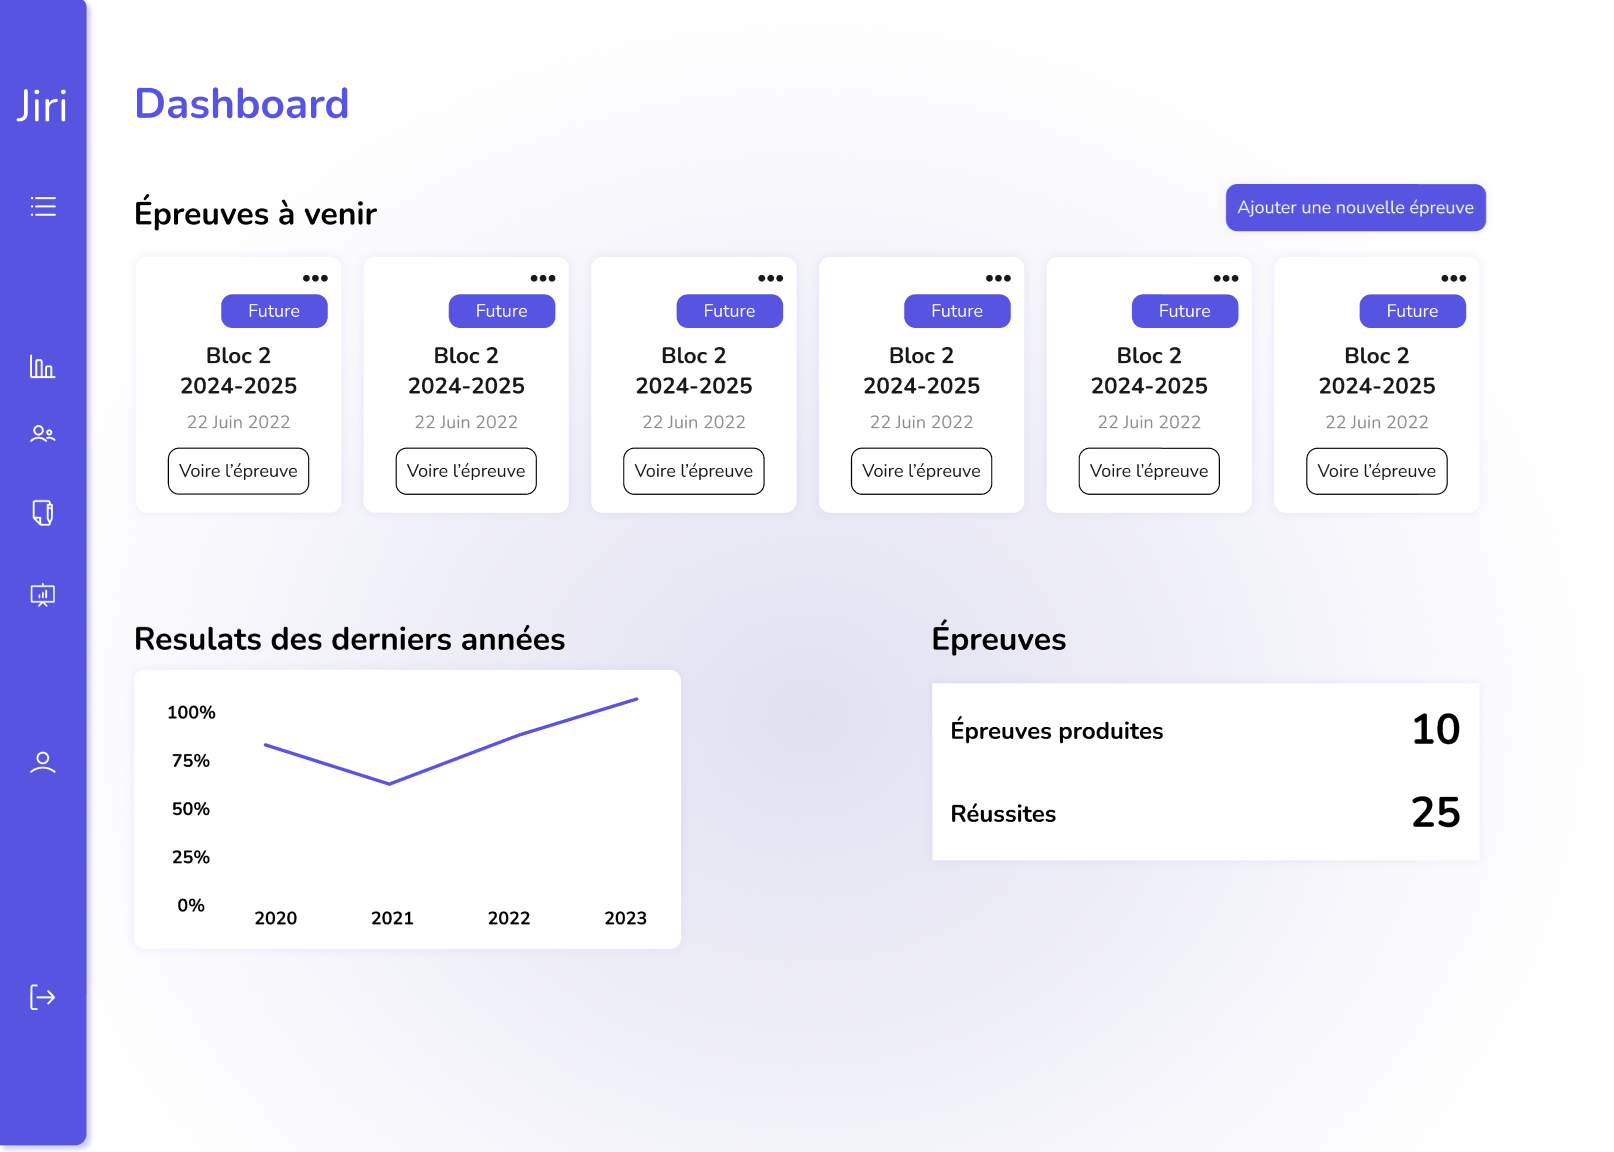 Jiri
Dashboard
Épreuves à venir
Ajouter une nouvelle épreuve
Future
Bloc 2
2024-2025
22 Juin 2022
Voire l’épreuve
Future
Bloc 2
2024-2025
22 Juin 2022
Voire l’épreuve
Future
Bloc 2
2024-2025
22 Juin 2022
Voire l’épreuve
Future
Bloc 2
2024-2025
22 Juin 2022
Voire l’épreuve
Future
Bloc 2
2024-2025
22 Juin 2022
Voire l’épreuve
Future
Bloc 2
2024-2025
22 Juin 2022
Voire l’épreuve
Resulats des derniers années
100%
75%
50%
25%
0%
2020 2021 2022 2023
Épreuves
Épreuves produites 10
Réussites 25